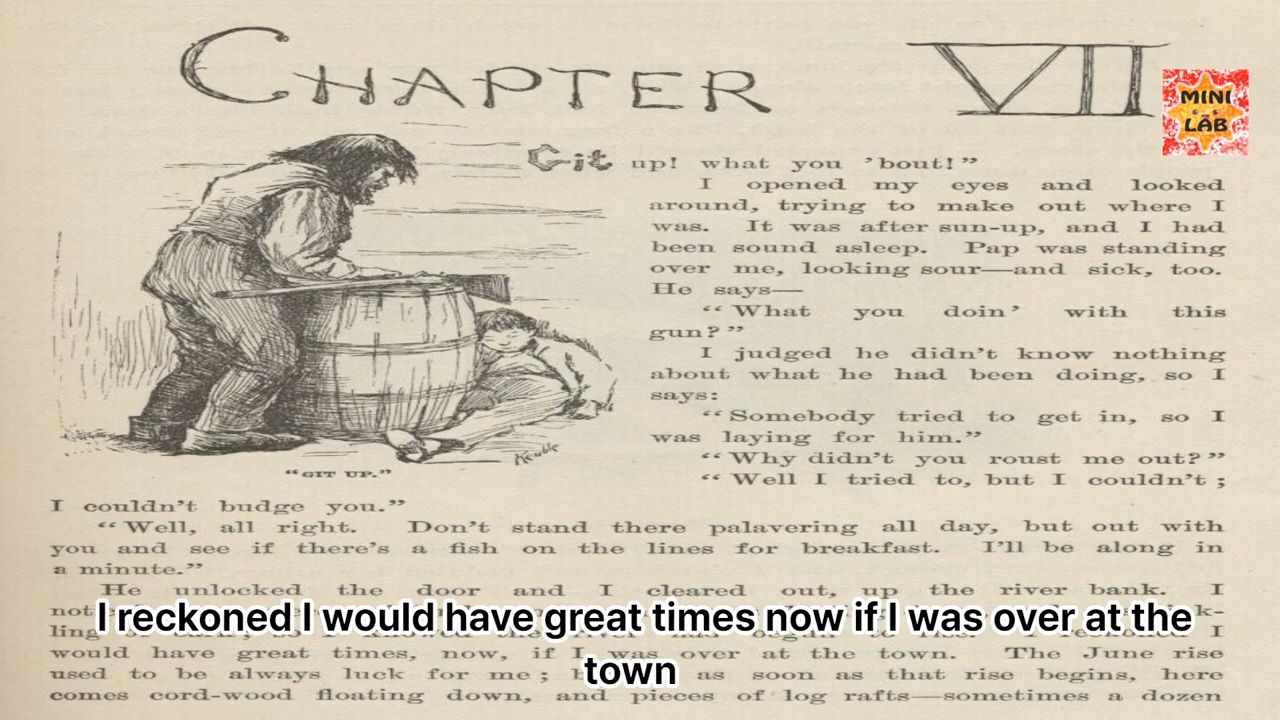 CHAPTER VII
MINI
LAB
Git up! what you 'bout!"
I opened my eyes and looked
around, trying to make out where I
was. It was after sun-up, and I had
been sound asleep. Pap was standing
over me, looking sour—and sick, too.
He says—
"What you doin' with this
gun?"
I judged he didn't know nothing
about what he had been doing, so I
says:
"Somebody tried to get in, so I
was laying for him."
"Why didn't you roust me out?"
"Well I tried to, but I couldn't;
Kemble
"GIT UP."
I couldn't budge you."
"Well, all right. Don't stand there palavering all day, but out with
you and see if there's a fish on the lines for breakfast. I'll be along in
a minute."
He unlocked the door and I cleared out, up the river bank. I
I
would have great times, now, if I was over at the town. The June rise
used to be always luck for me; as soon as that rise begins, here
comes cord-wood floating down, and pieces of log rafts—sometimes a dozen
I reckoned I would have great times now if I was over at the
town